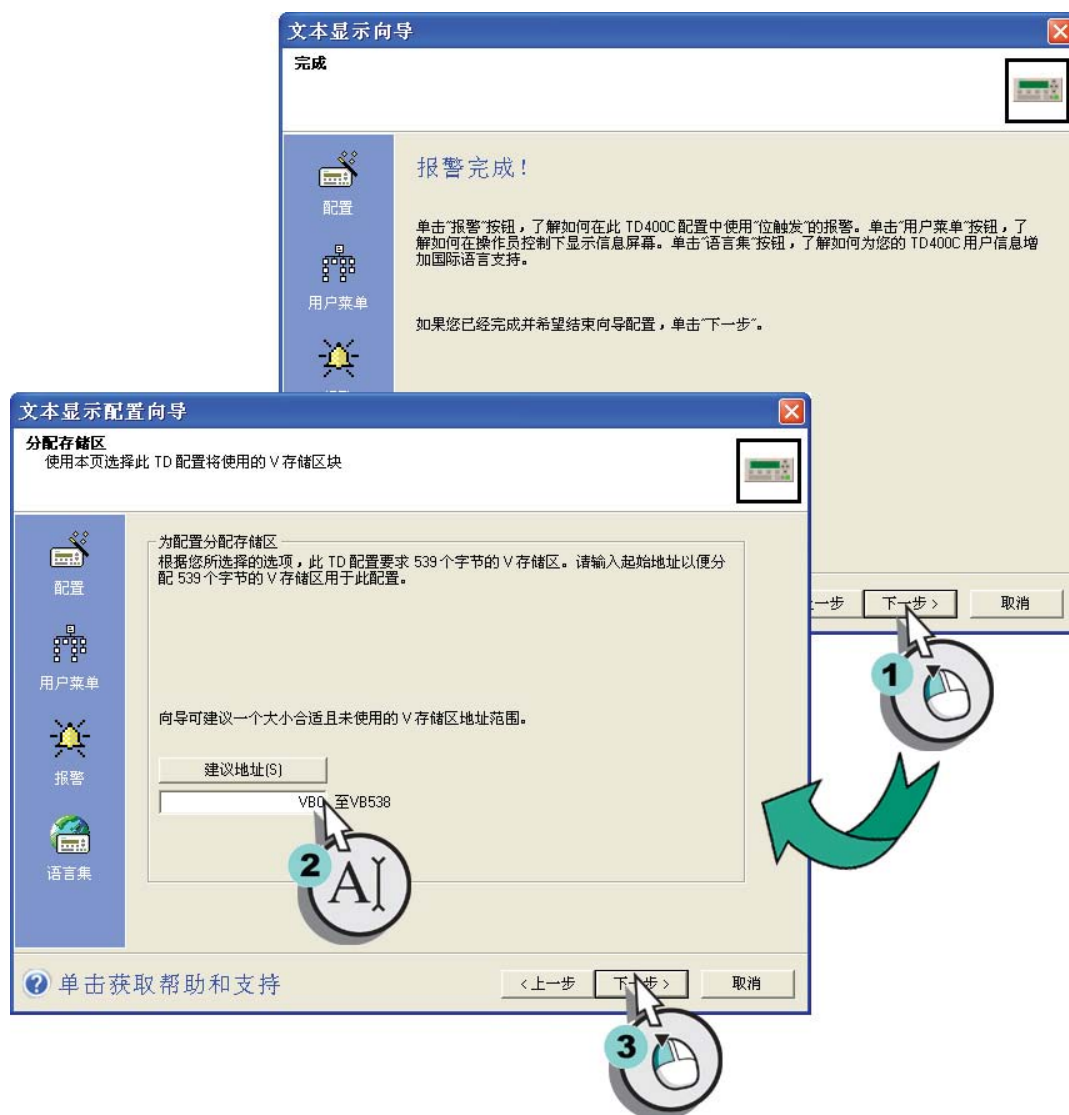 文本显示向导
完成
配置
用户菜单
报警完成！
单击“报警”按钮，了解如何在此 TD400C 配置中使用“位触发”的报警。单击“用户菜单”按钮，了
解如何在操作员控制下显示信息屏幕。单击“语言集”按钮，了解如何为您的 TD400C 用户信息增
加国际语言支持。
如果您已经完成并希望结束向导配置，单击“下一步”。
一步
下一步 >
取消
1
文本显示配置向导
分配存储区
使用本页选择此 TD 配置将使用的 V 存储区块
配置
用户菜单
报警
语言集
为配置分配存储区
根据您所选择的选项，此 TD 配置要求 539 个字节的 V 存储区。请输入起始地址以便分
配 539 个字节的 V 存储区用于此配置。
向导可建议一个大小合适且未使用的 V 存储区地址范围。
建议地址(S)
VB0 至VB538
2
A
单击获取帮助和支持
<上一步
下一步 >
取消
3